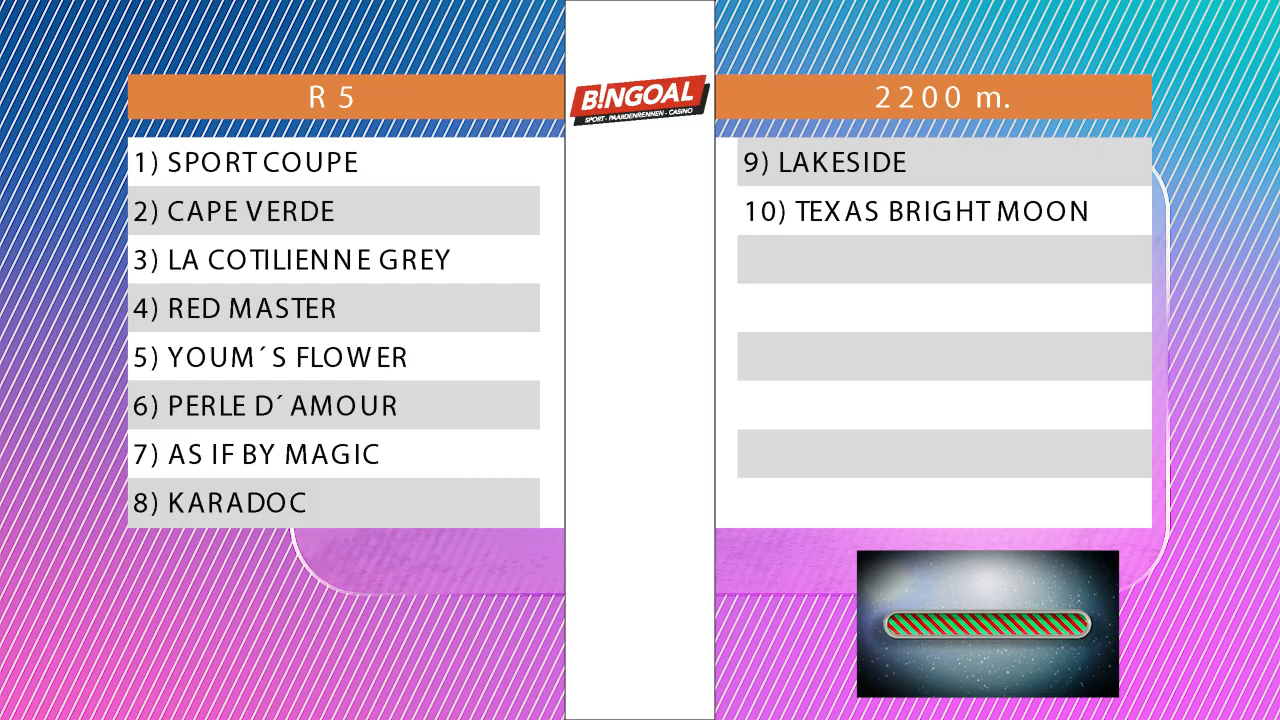 R 5
B!NGOAL
SPORT - PAARDENRENNEN - CASINO
2200 m.
1) SPORT COUPE
2) CAPE VERDE
3) LA COTILIENNE GREY
4) RED MASTER
5) YOUM´S FLOWER
6) PERLE D´AMOUR
7) AS IF BY MAGIC
8) KARADOC
9) LAKESIDE
10) TEXAS BRIGHT MOON